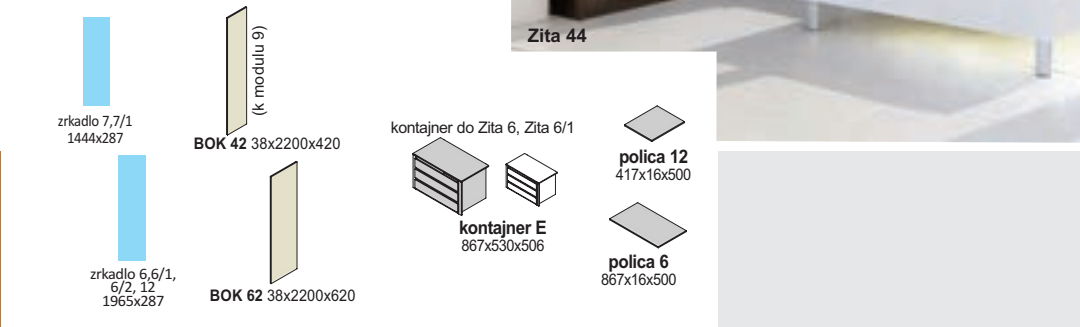 Zita 44
zrkadlo 7,7/1
1444x287
(k modulu 9)
BOK 42 38x2200x420
kontajner do Zita 6, Zita 6/1
kontajner E
867x530x506
polica 12
417x16x500
polica 6
867x16x500
zrkadlo 6,6/1,
6/2, 12
1965x287
BOK 62 38x2200x620